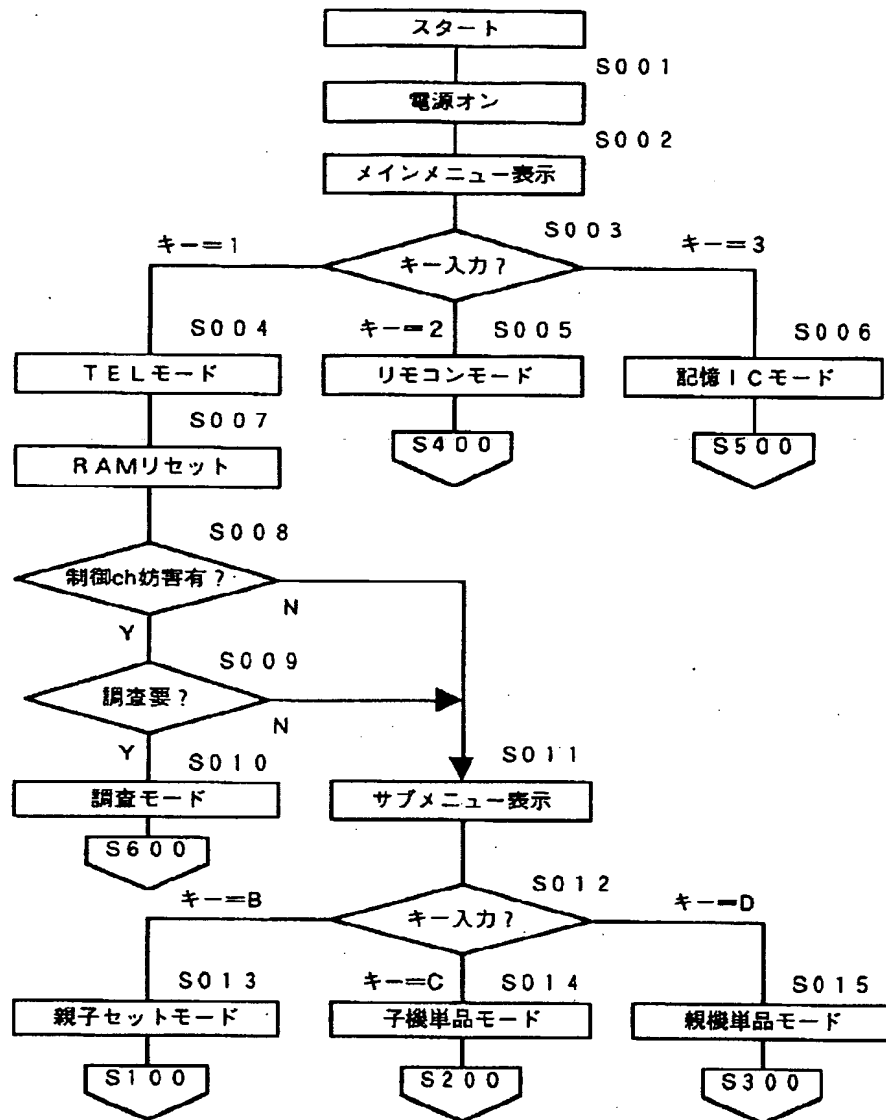 スタート
S001
電源オン
S002
メインメニュー表示
S003
キー=1
キー入力?
キー=3
S004
キー=2
S005
S006
TELモード
リモコンモード
記憶ICモード
S007
S400
S500
RAMリセット
S008
制御ch妨害有?
N
Y
S009
調査要?
N
Y
S010
S011
調査モード
サブメニュー表示
S600
S012
キー=B
キー入力?
キー=D
S013
キー=C
S014
S015
親子セットモード
子機単品モード
親機単品モード
S100
S200
S300